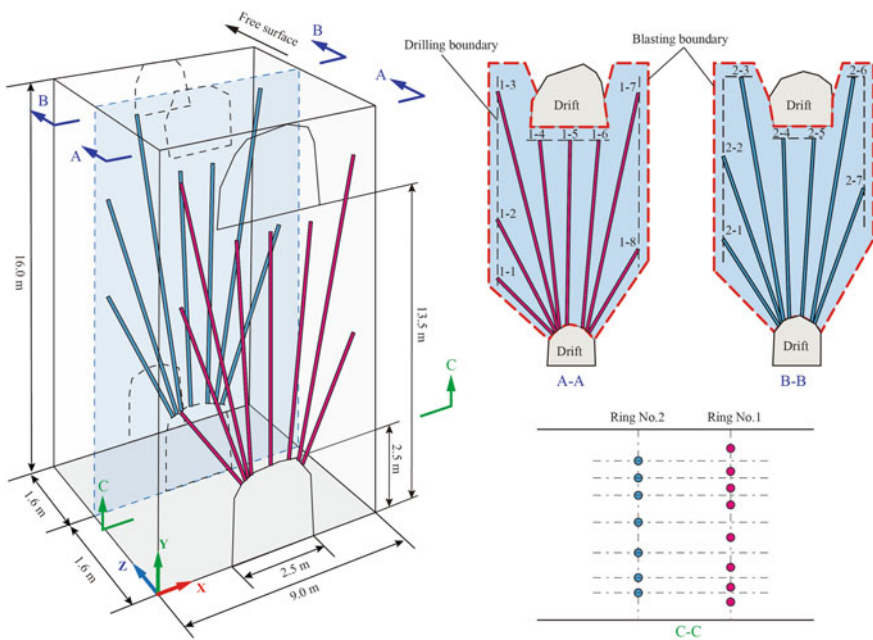 Free surface
B
A
B
A
16.0 m
13.5 m
C
2.5 m
C
1.6 m
1.6 m
Y
Z
X
2.5 m
9.0 m
Drilling boundary
Blasting boundary
1-3
1-7
Drift
1-4
1-5
1-6
1-2
1-8
1-1
Drift
A-A
2-3
2-6
Drift
2-4
2-5
2-2
2-7
2-1
Drift
B-B
Ring No.2
Ring No.1
C-C